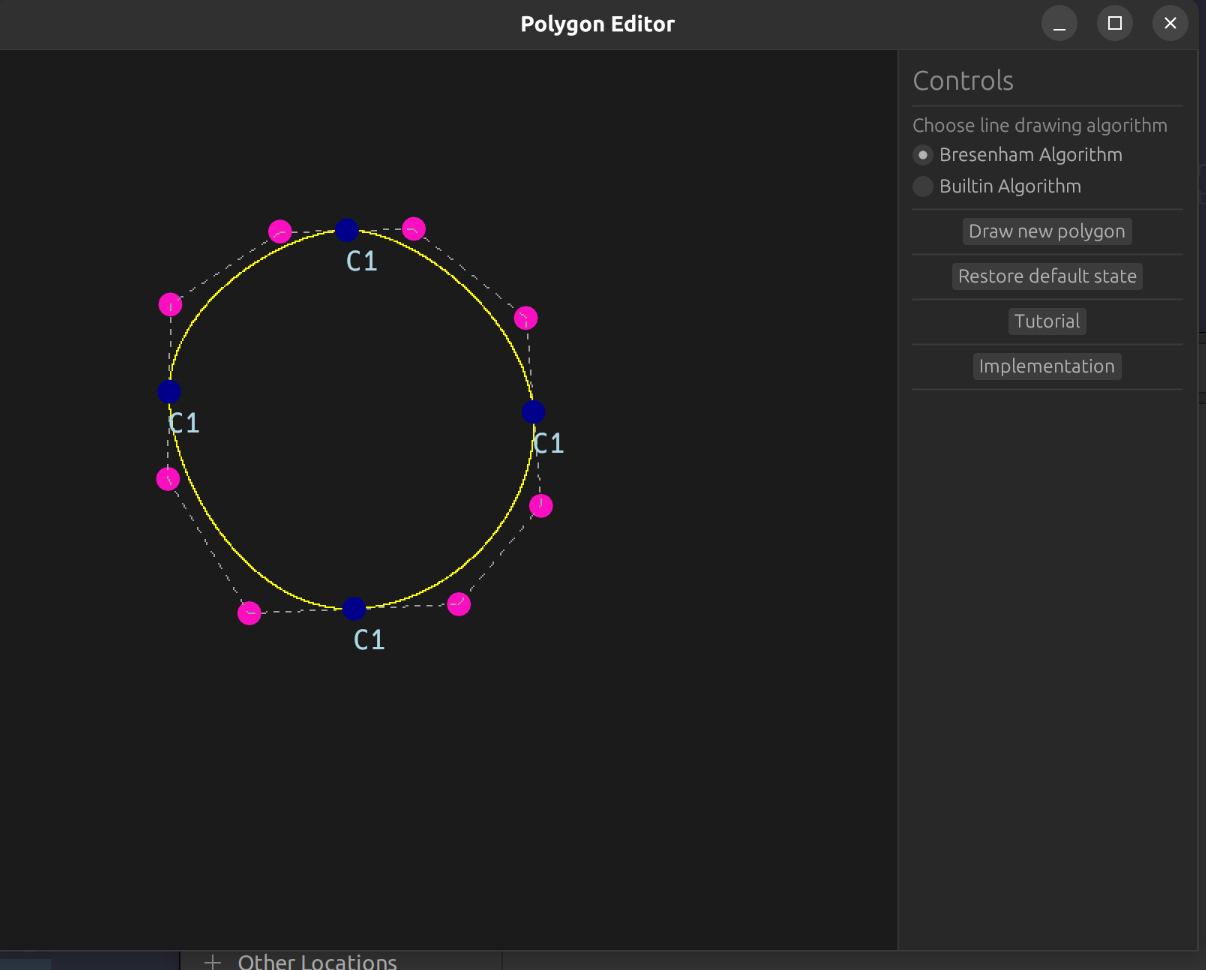 Polygon Editor
Controls
Choose line drawing algorithm
Bresenham Algorithm
Builtin Algorithm
Draw new polygon
Restore default state
Tutorial
Implementation
C1
C1
C1
C1
Other Locations